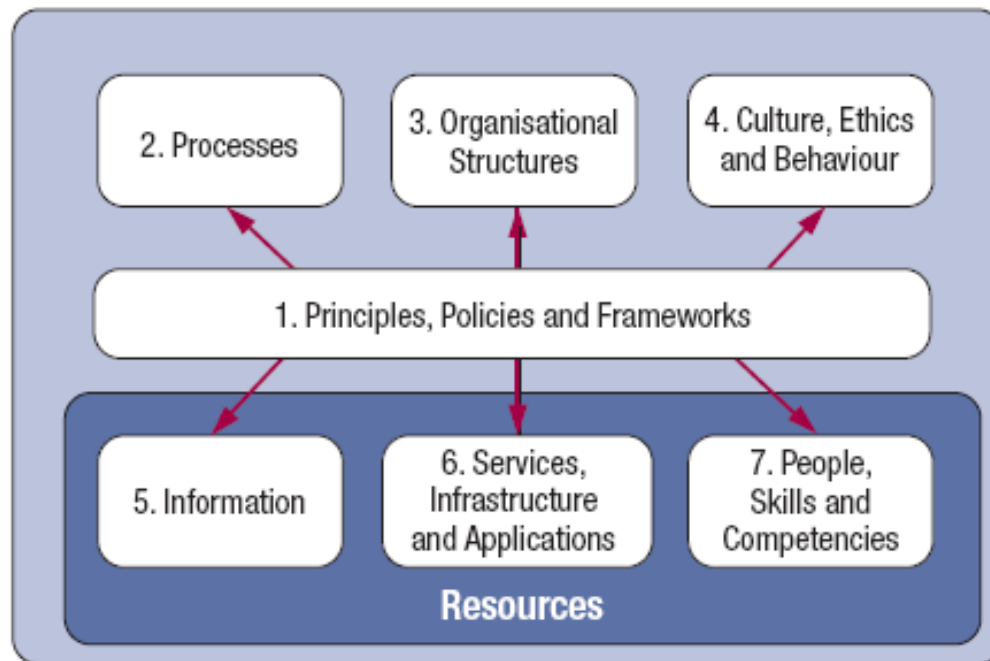 2. Processes
3. Organisational
Structures
4. Culture, Ethics
and Behaviour
1. Principles, Policies and Frameworks
5. Information
6. Services,
Infrastructure
and Applications
7. People,
Skills and
Competencies
Resources